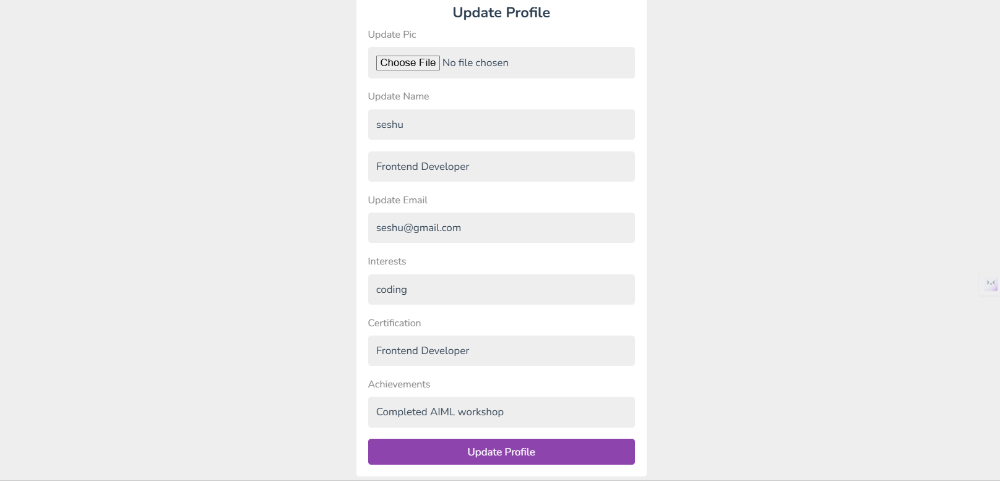 Update Profile
Update Pic
Choose File No file chosen
Update Name
seshu
Frontend Developer
Update Email
seshu@gmail.com
Interests
coding
Certification
Frontend Developer
Achievements
Completed AIML workshop
Update Profile